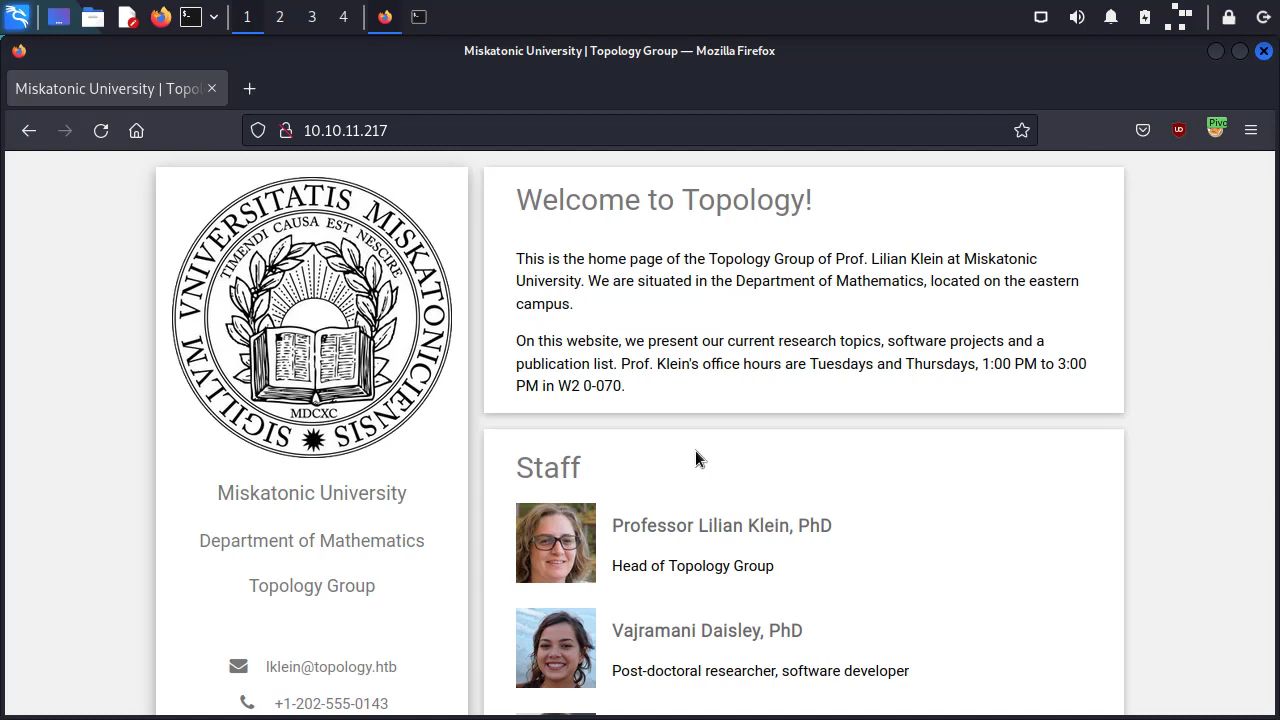 1 2 3 4
Miskatonic University | Topology Group — Mozilla Firefox
Miskatonic University | Topol
10.10.11.217
VNIVERSITATIS MISKATONICIENSIS SIGILLVM
TIMENDI CAUSA EST NESCIRE
MDCXC
Miskatonic University
Department of Mathematics
Topology Group
lklein@topology.htb
+1-202-555-0143
Welcome to Topology!
This is the home page of the Topology Group of Prof. Lilian Klein at Miskatonic
University. We are situated in the Department of Mathematics, located on the eastern
campus.
On this website, we present our current research topics, software projects and a
publication list. Prof. Klein's office hours are Tuesdays and Thursdays, 1:00 PM to 3:00
PM in W2 0-070.
Staff
Professor Lilian Klein, PhD
Head of Topology Group
Vajramani Daisley, PhD
Post-doctoral researcher, software developer